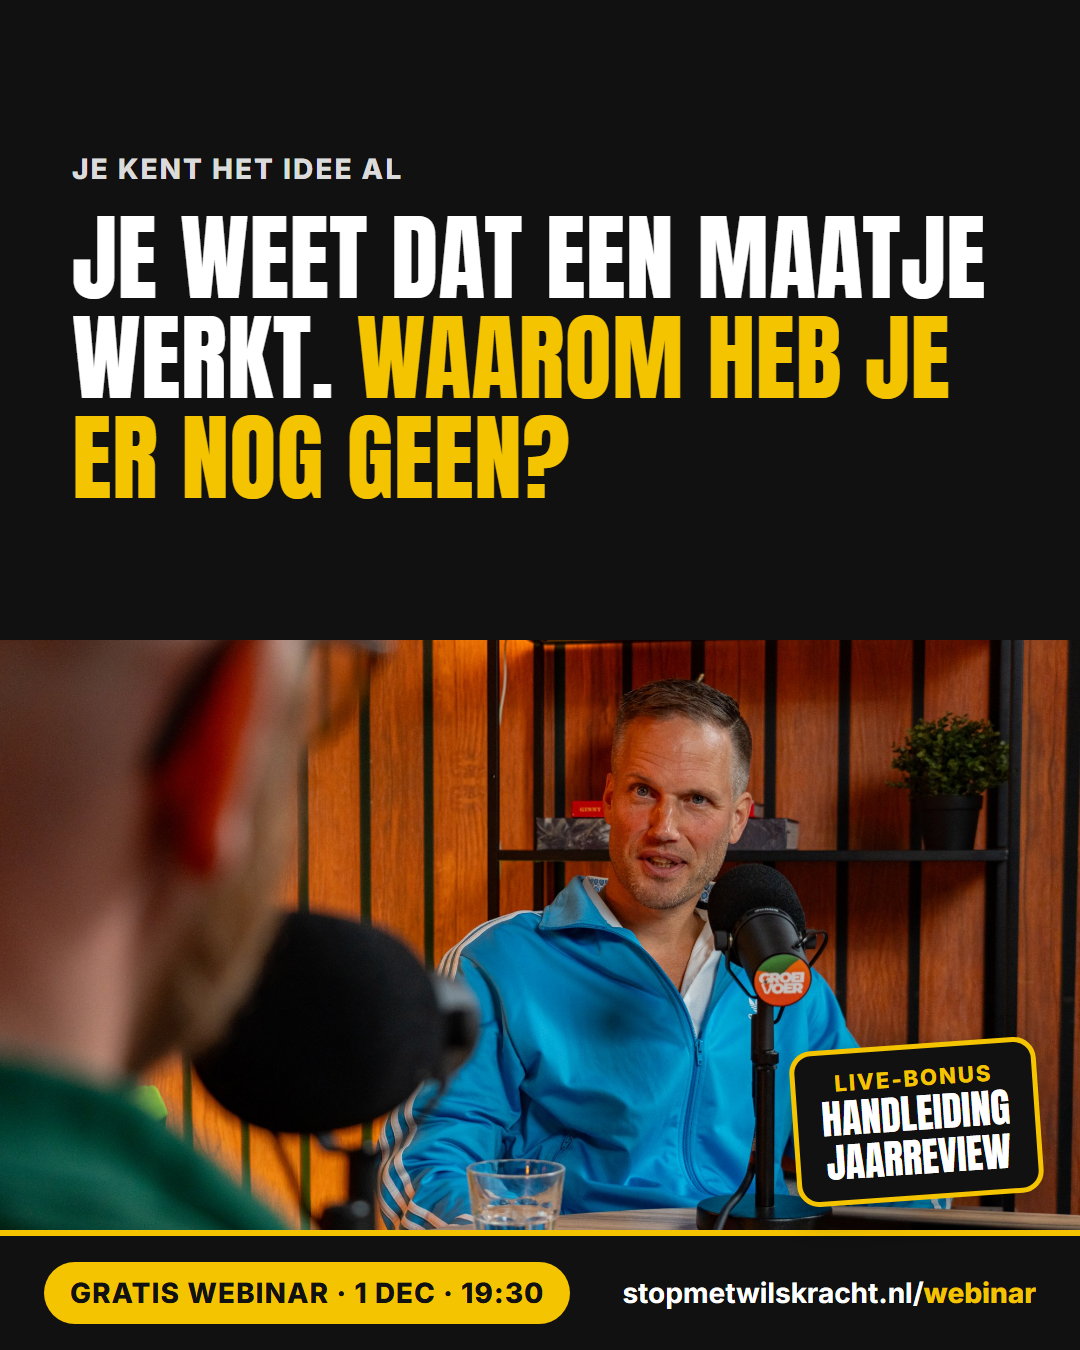 JE KENT HET IDEE AL
JE WEET DAT EEN MAATJE
WERKT. WAAROM HEB JE
ER NOG GEEN?
GENNY
GROEI
VOER
LIVE-BONUS
HANDLEIDING
JAARREVIEW
GRATIS WEBINAR · 1 DEC · 19:30
stopmetwilskracht.nl/webinar